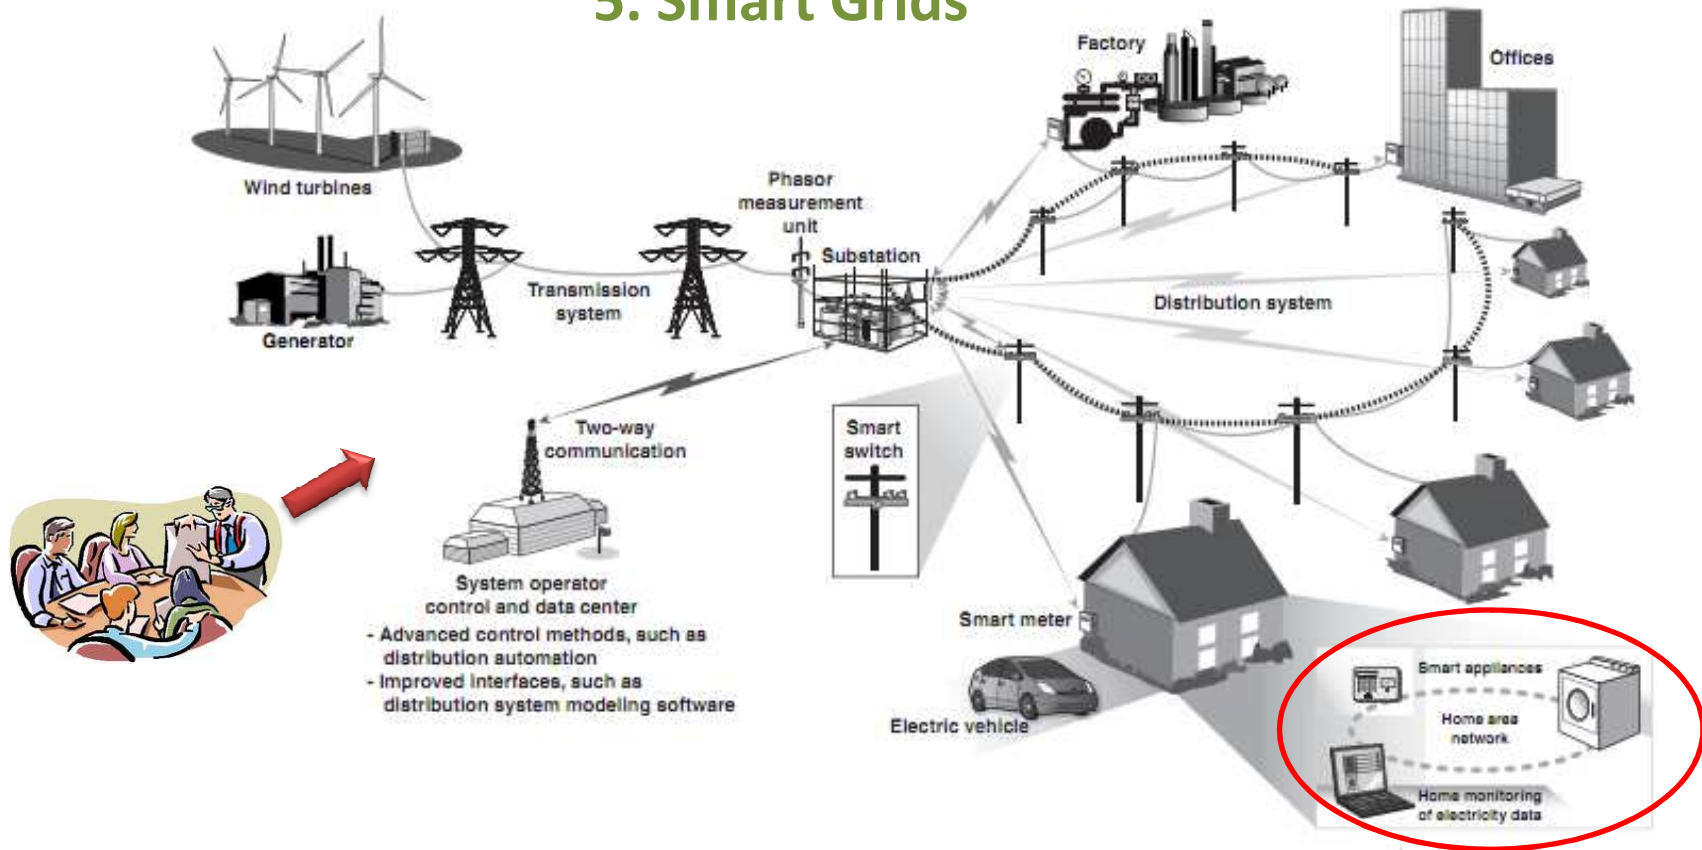 5. Smart Grids
Factory
Offices
Wind turbines
Phasor
measurement
unit
Substation
Transmission
system
Distribution system
Generator
Two-way
communication
Smart
switch
System operator
control and data center
- Advanced control methods, such as
distribution automation
- Improved interfaces, such as
distribution system modeling software
Smart meter
Electric vehicle
Smart appliances
Home area
network
Home monitoring
of electricity data